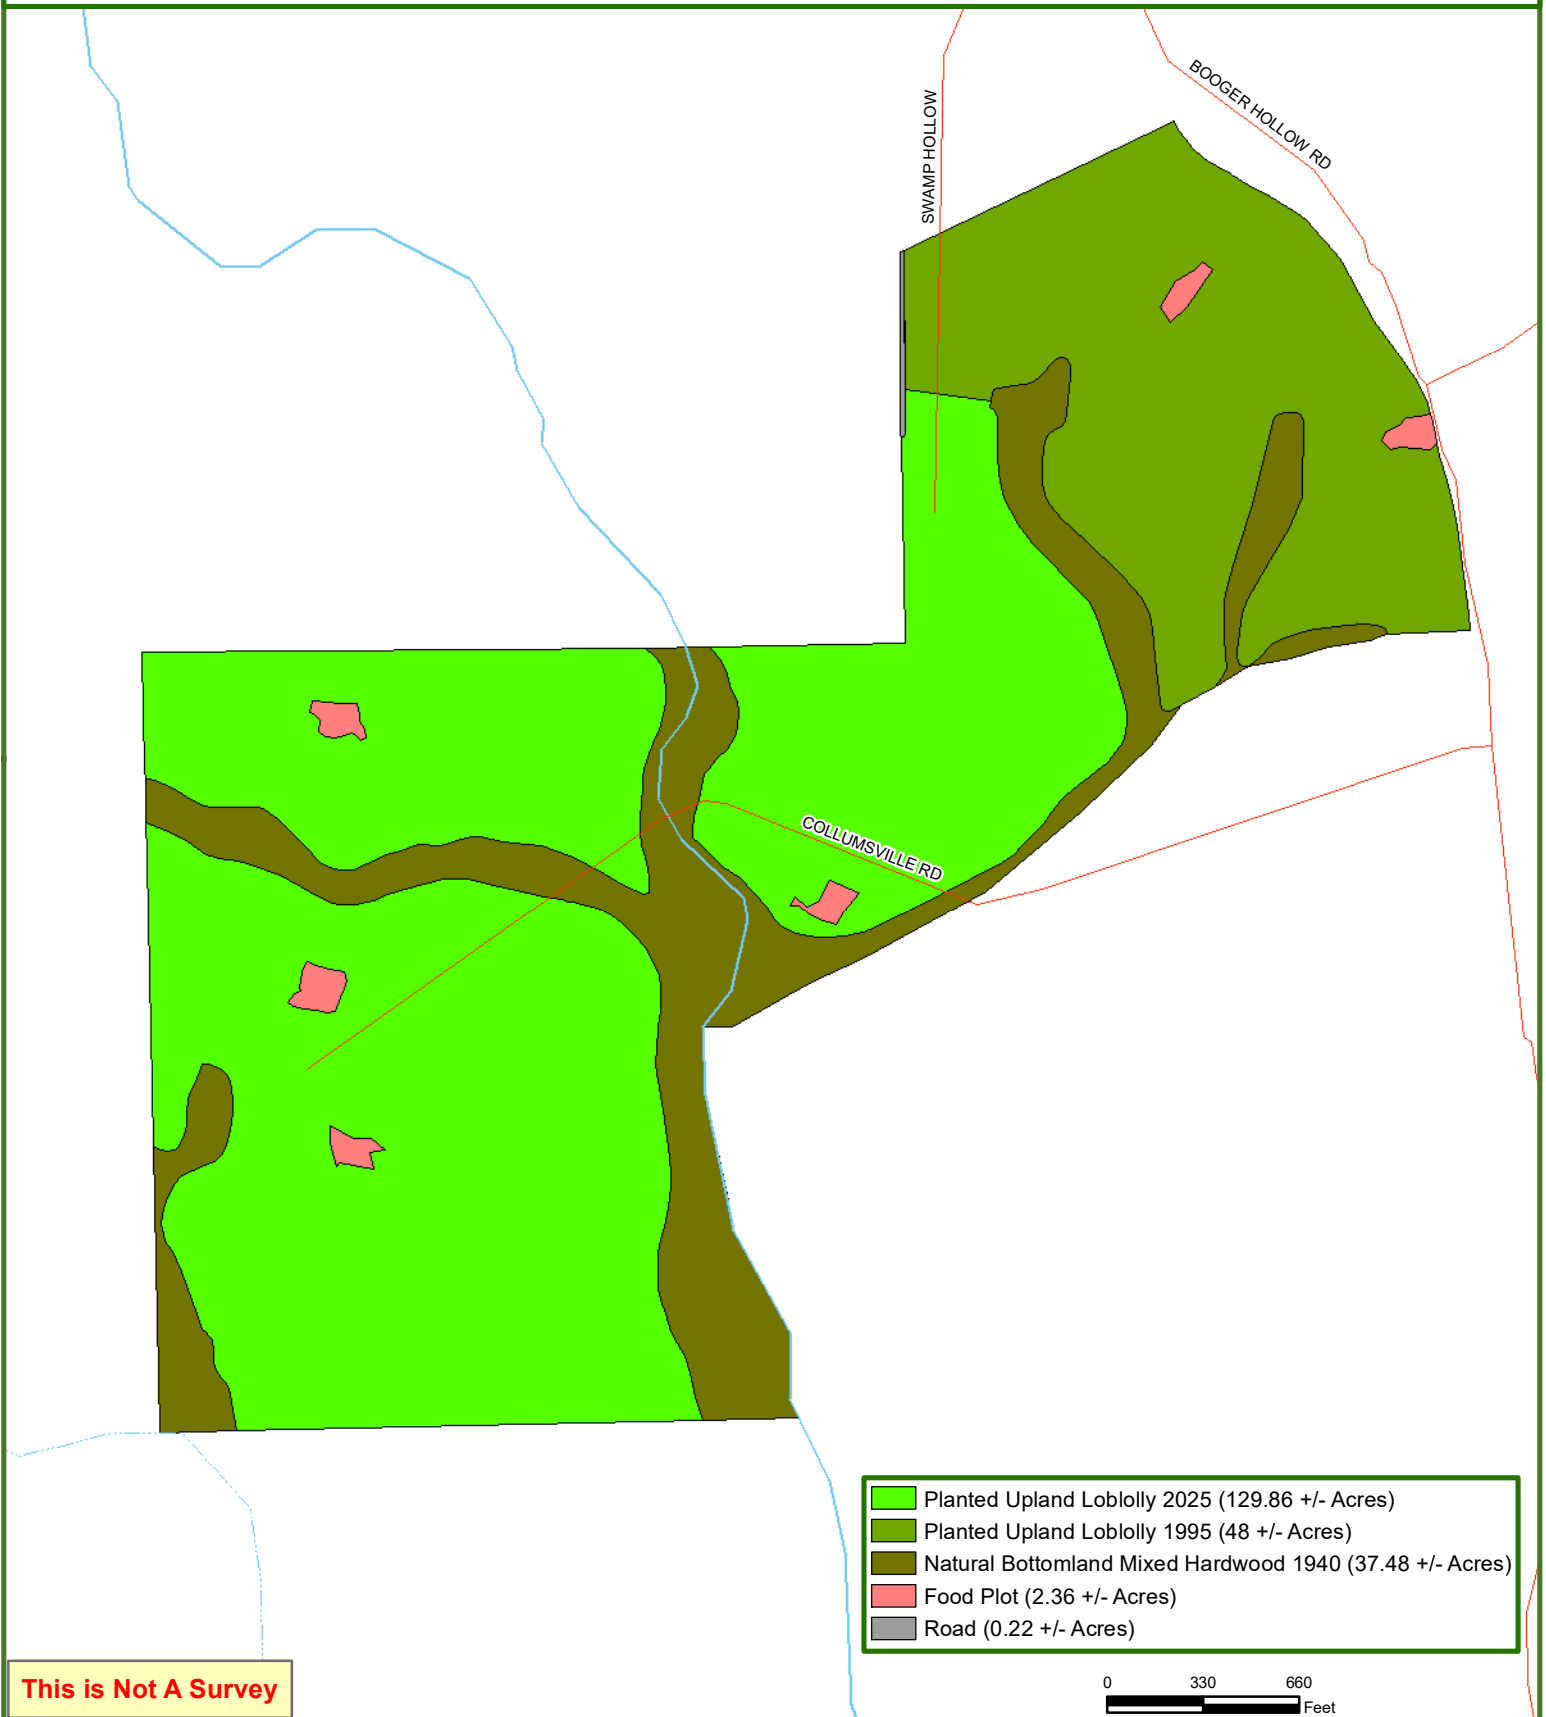 BOOGER HOLLOW RD
SWAMP HOLLOW
COLLUMSVILLE RD
Planted Upland Loblolly 2025 (129.86 +/- Acres)
Planted Upland Loblolly 1995 (48 +/- Acres)
Natural Bottomland Mixed Hardwood 1940 (37.48 +/- Acres)
Food Plot (2.36 +/- Acres)
Road (0.22 +/- Acres)
This is Not A Survey
0 330 660
Feet